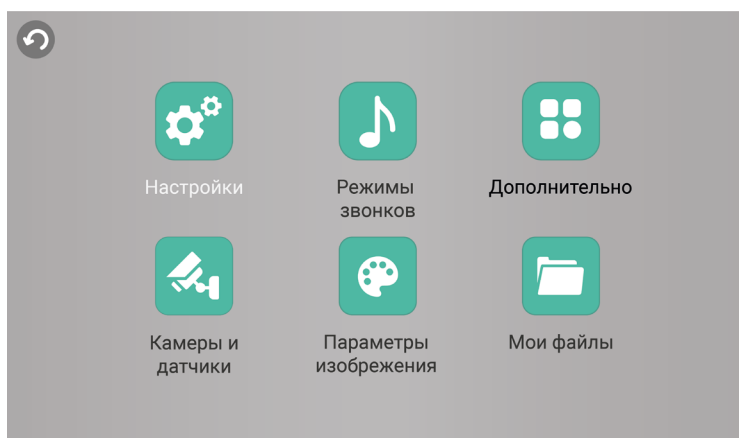 Настройки
Режимы
звонков
Дополнительно
Камеры и
датчики
Параметры
изобрежения
Мои файлы